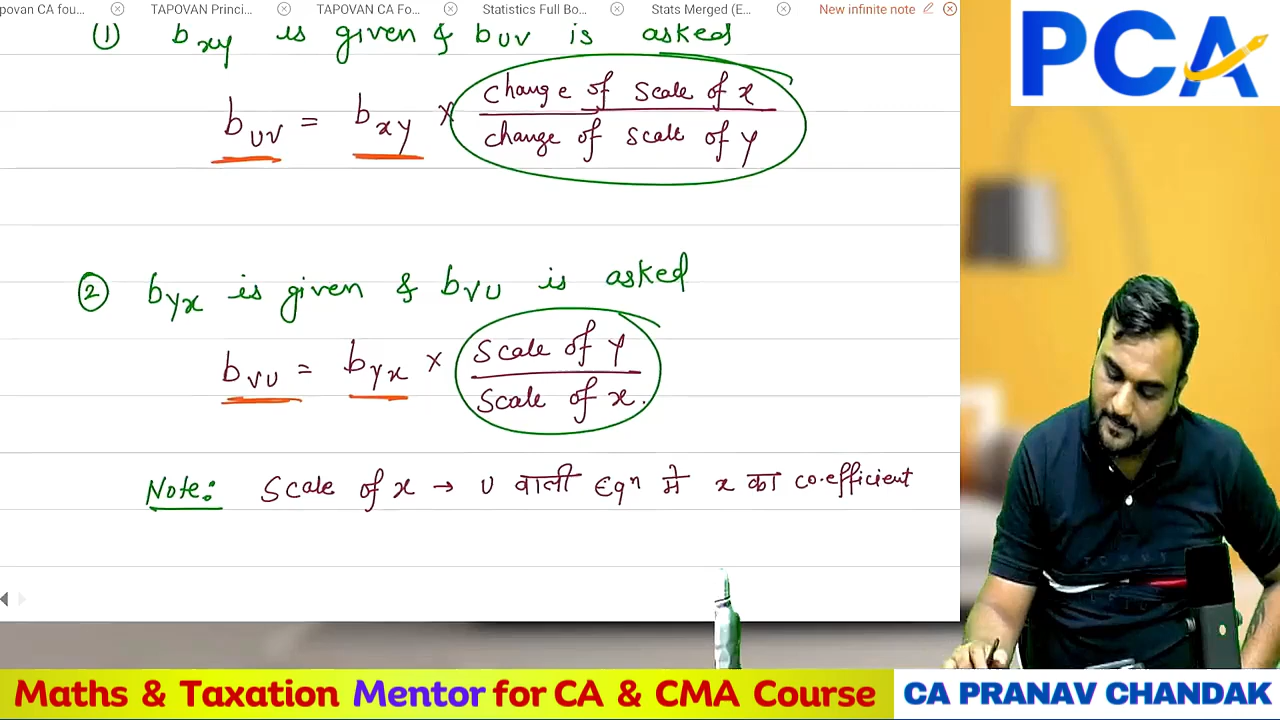 povan CA fou... TAPOVAN Princi... TAPOVAN CA Fo... Statistics Full Bo... Stats Merged (E... New infinite note
PCA
(1) bxy is given & buv is asked
buv = bxy × change of scale of x / change of scale of y
(2) byx is given & bvu is asked
bvu = byx × scale of y / scale of x.
Note: Scale of x → u वाली Eqn मे x का co.efficient
Maths & Taxation Mentor for CA & CMA Course
CA PRANAV CHANDAK